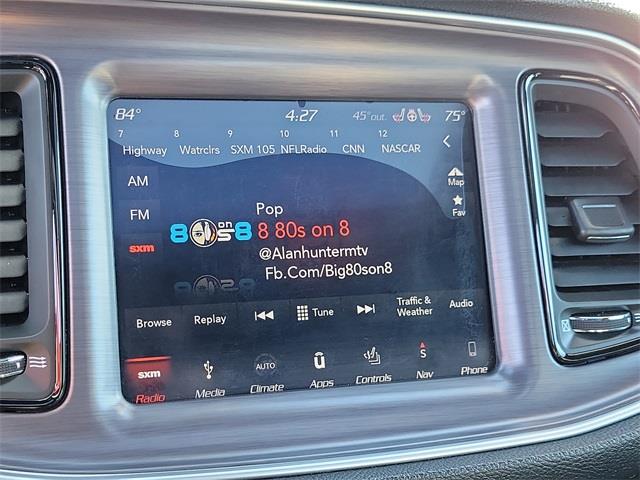 84° 4:27 45°out. 75°
7 8 9 10 11 12
Highway Watrclrs SXM 105 NFLRadio CNN NASCAR
AM
Map
FM
Fav
sxm
Pop
8 on 8
8 80s on 8
@Alanhuntermtv
Fb.Com/Big80son8
Browse Replay Tune Traffic & Weather Audio
sxm AUTO S
Radio Media Climate Apps Controls Nav Phone